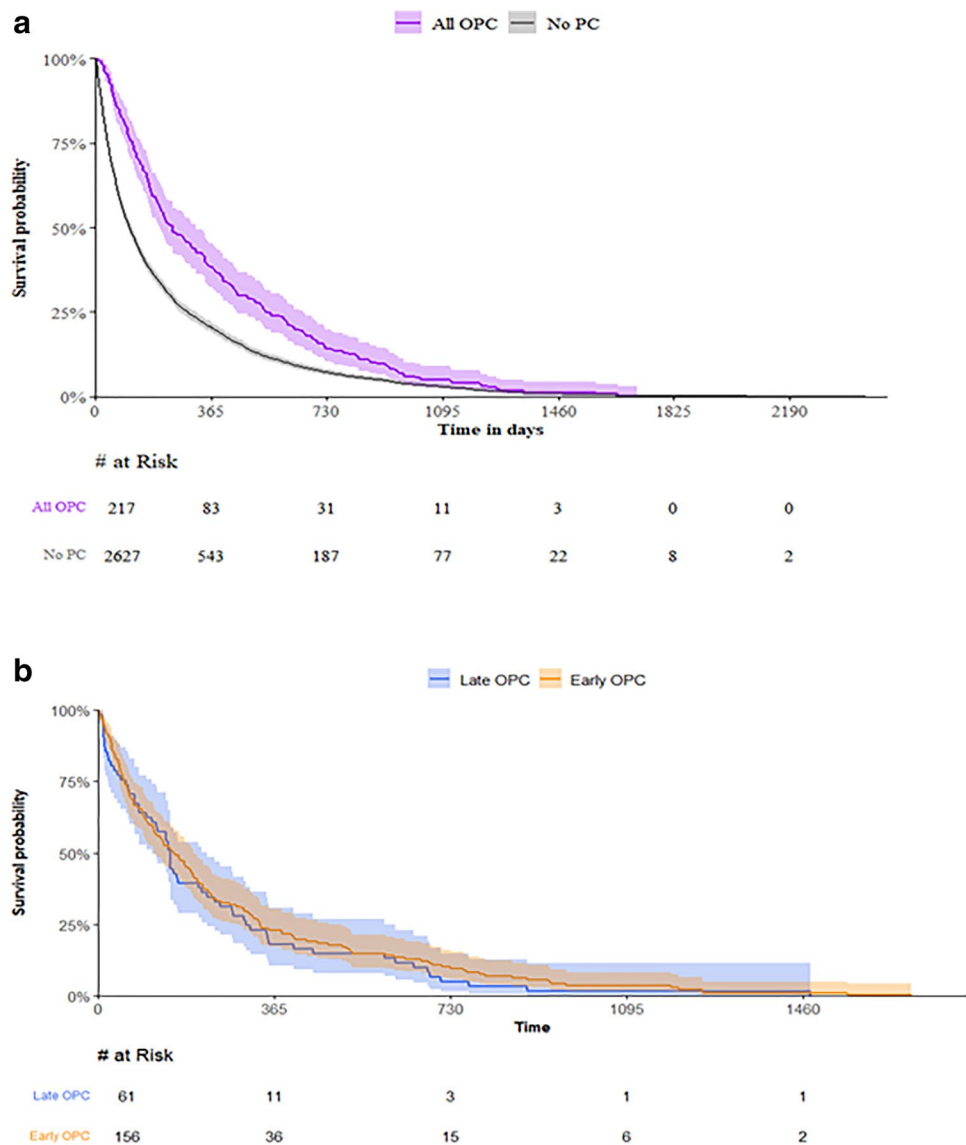 a
All OPC No PC
100%
75%
50%
25%
0%
Survival probability
0 365 730 1095 1460 1825 2190
Time in days
# at Risk
All OPC 217 83 31 11 3 0 0
No PC 2627 543 187 77 22 8 2
b
Late OPC Early OPC
100%
75%
50%
25%
0%
Survival probability
0 365 730 1095 1460
Time
# at Risk
Late OPC 61 11 3 1 1
Early OPC 156 36 15 6 2